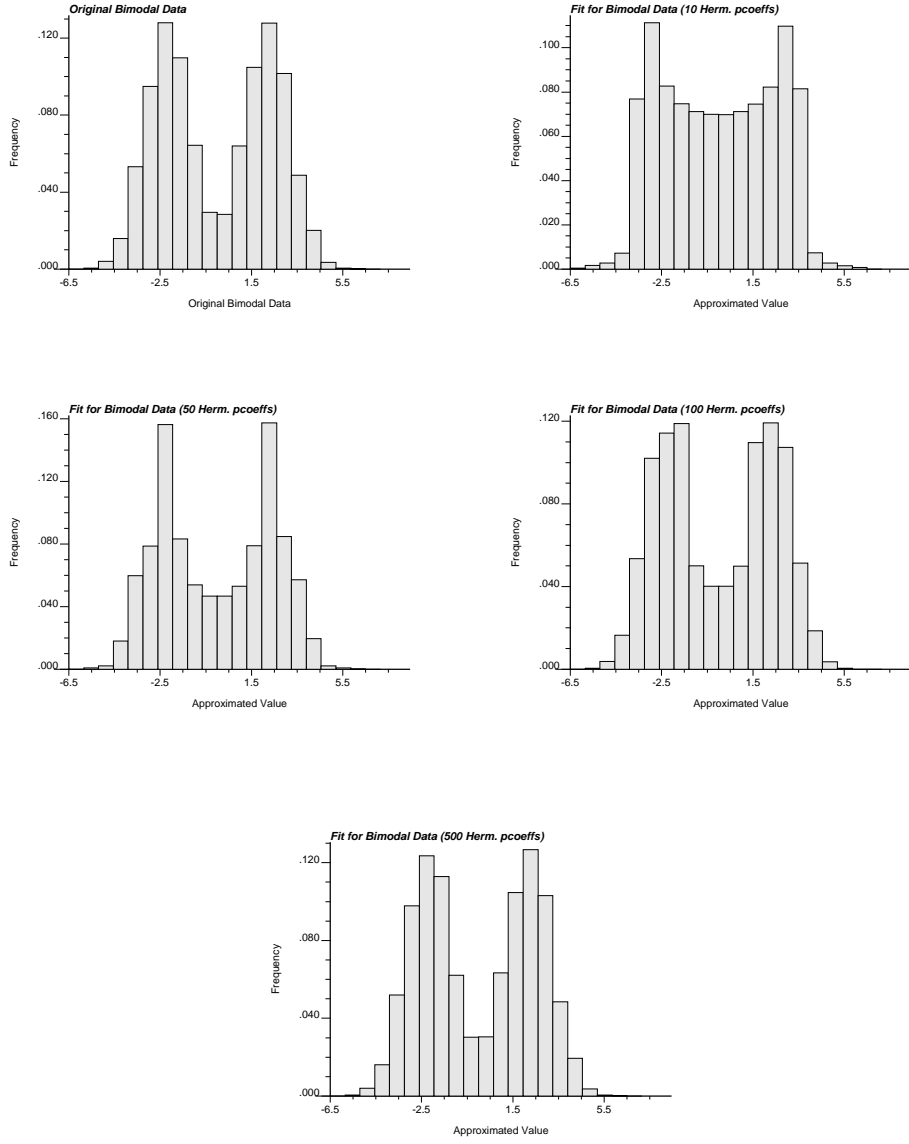 Original Bimodal Data
Frequency
.120
.080
.040
.000
-6.5 -2.5 1.5 5.5
Original Bimodal Data
Fit for Bimodal Data (10 Herm. pcoeffs)
Frequency
.100
.080
.060
.040
.020
.000
-6.5 -2.5 1.5 5.5
Approximated Value
Fit for Bimodal Data (50 Herm. pcoeffs)
Frequency
.160
.120
.080
.040
.000
-6.5 -2.5 1.5 5.5
Approximated Value
Fit for Bimodal Data (100 Herm. pcoeffs)
Frequency
.120
.080
.040
.000
-6.5 -2.5 1.5 5.5
Approximated Value
Fit for Bimodal Data (500 Herm. pcoeffs)
Frequency
.120
.080
.040
.000
-6.5 -2.5 1.5 5.5
Approximated Value